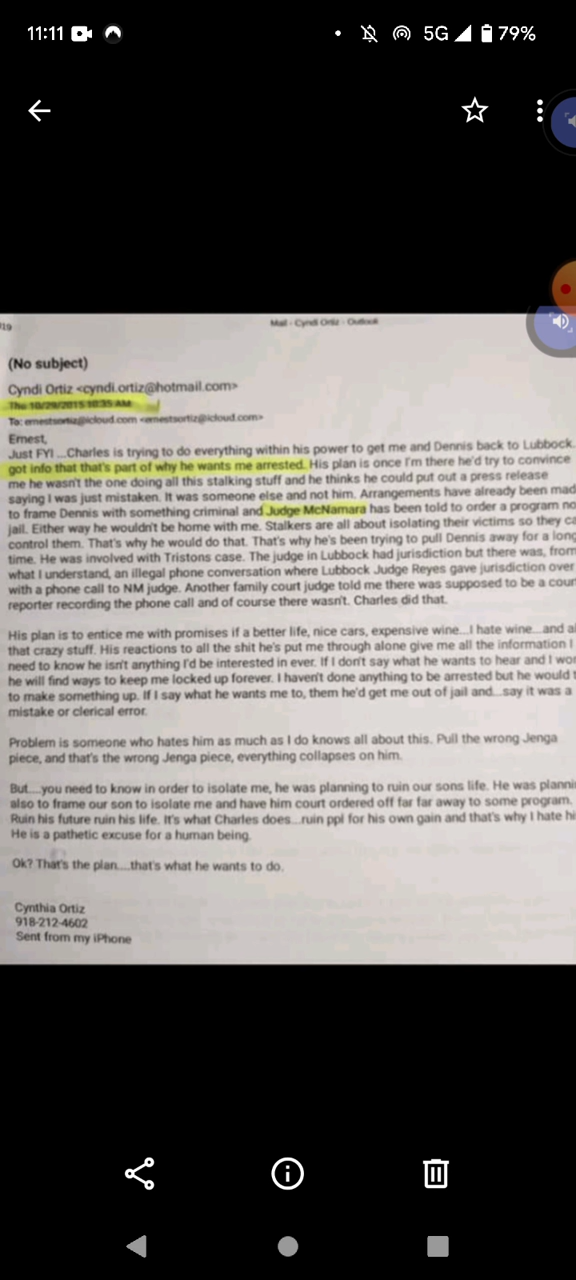 11:11
5G
79%
/19
Mail - Cyndi Ortiz - Outlook
(No subject)
Cyndi Ortiz <cyndi.ortiz@hotmail.com>
Thu 10/29/2015 10:35 AM
To: ernestsortiz@icloud.com <ernestsortiz@icloud.com>
Ernest,
Just FYI ...Charles is trying to do everything within his power to get me and Dennis back to Lubbock.
got info that that's part of why he wants me arrested. His plan is once I'm there he'd try to convince
me he wasn't the one doing all this stalking stuff and he thinks he could put out a press release
saying I was just mistaken. It was someone else and not him. Arrangements have already been mad
to frame Dennis with something criminal and Judge McNamara has been told to order a program no
jail. Either way he wouldn't be home with me. Stalkers are all about isolating their victims so they ca
control them. That's why he would do that. That's why he's been trying to pull Dennis away for a long
time. He was involved with Tristons case. The judge in Lubbock had jurisdiction but there was, from
what I understand, an illegal phone conversation where Lubbock Judge Reyes gave jurisdiction over
with a phone call to NM judge. Another family court judge told me there was supposed to be a cour
reporter recording the phone call and of course there wasn't. Charles did that.
His plan is to entice me with promises if a better life, nice cars, expensive wine...I hate wine...and al
that crazy stuff. His reactions to all the shit he's put me through alone give me all the information I
need to know he isn't anything I'd be interested in ever. If I don't say what he wants to hear and I wo
he will find ways to keep me locked up forever. I haven't done anything to be arrested but he would t
to make something up. If I say what he wants me to, them he'd get me out of jail and...say it was a
mistake or clerical error.
Problem is someone who hates him as much as I do knows all about this. Pull the wrong Jenga
piece, and that's the wrong Jenga piece, everything collapses on him.
But....you need to know in order to isolate me, he was planning to ruin our sons life. He was planni
also to frame our son to isolate me and have him court ordered off far far away to some program.
Ruin his future ruin his life. It's what Charles does...ruin ppl for his own gain and that's why I hate hi
He is a pathetic excuse for a human being.
Ok? That's the plan....that's what he wants to do.
Cynthia Ortiz
918-212-4602
Sent from my iPhone